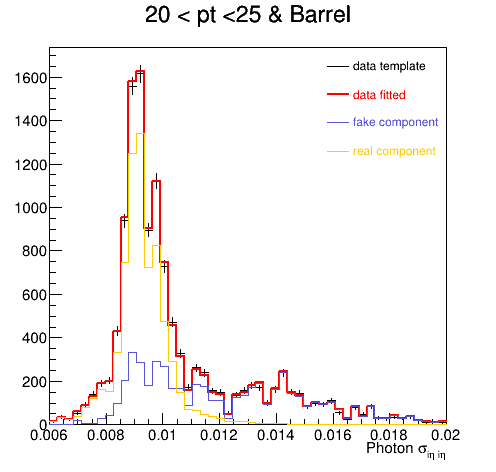 20 < pt <25 & Barrel
data template
data fitted
fake component
real component
1600
1400
1200
1000
800
600
400
200
0
0.006 0.008 0.01 0.012 0.014 0.016 0.018 0.02
Photon σ_in in